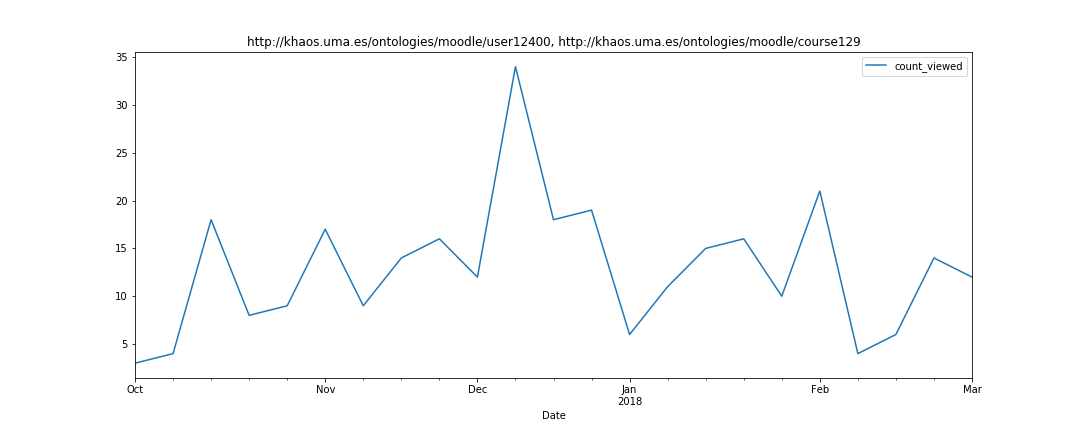 http://khaos.uma.es/ontologies/moodle/user12400, http://khaos.uma.es/ontologies/moodle/course129
count_viewed
35
30
25
20
15
10
5
Oct Nov Dec Jan Feb Mar
2018
Date